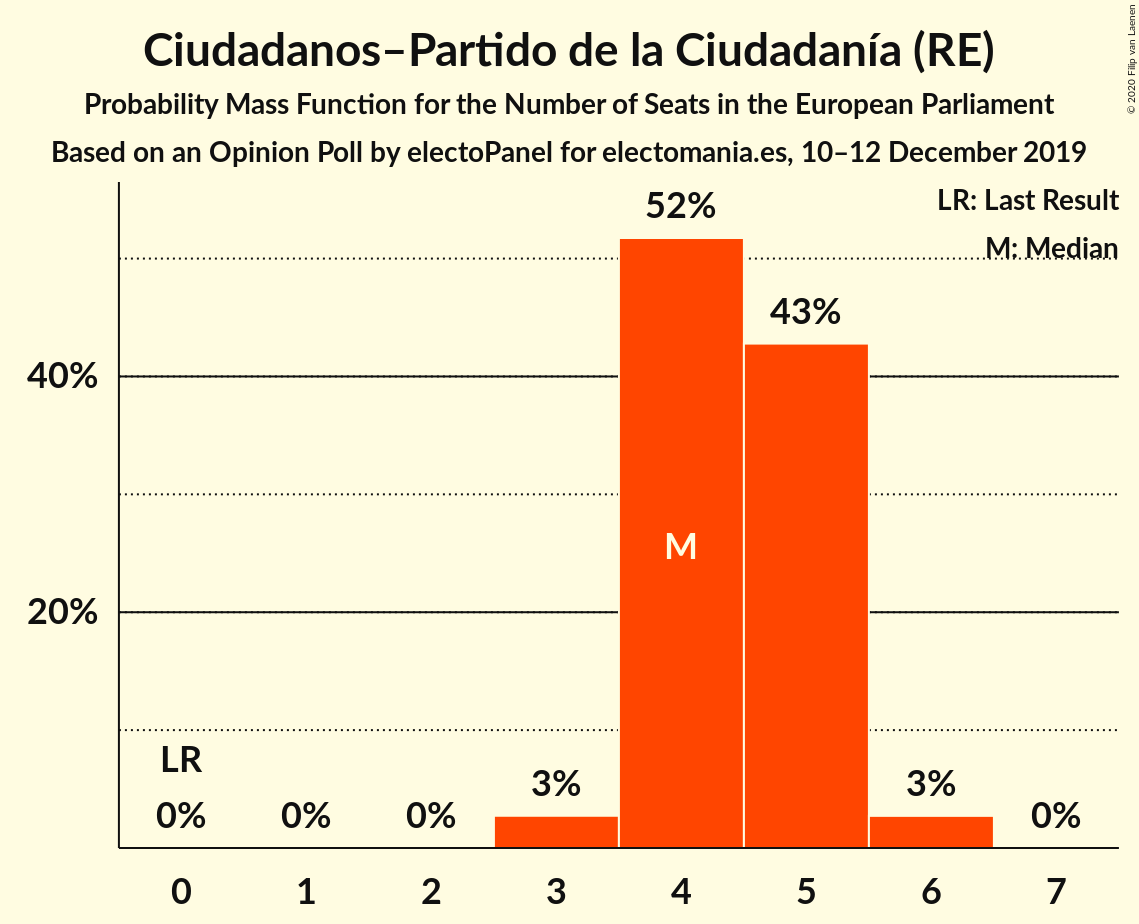 Ciudadanos–Partido de la Ciudadanía (RE)
Probability Mass Function for the Number of Seats in the European Parliament
Based on an Opinion Poll by electoPanel for electomania.es, 10–12 December 2019
© 2020 Filip van Laenen
LR: Last Result
M: Median
52%
43%
40%
M
20%
LR
0%
0%
0%
3%
3%
0%
0 1 2 3 4 5 6 7